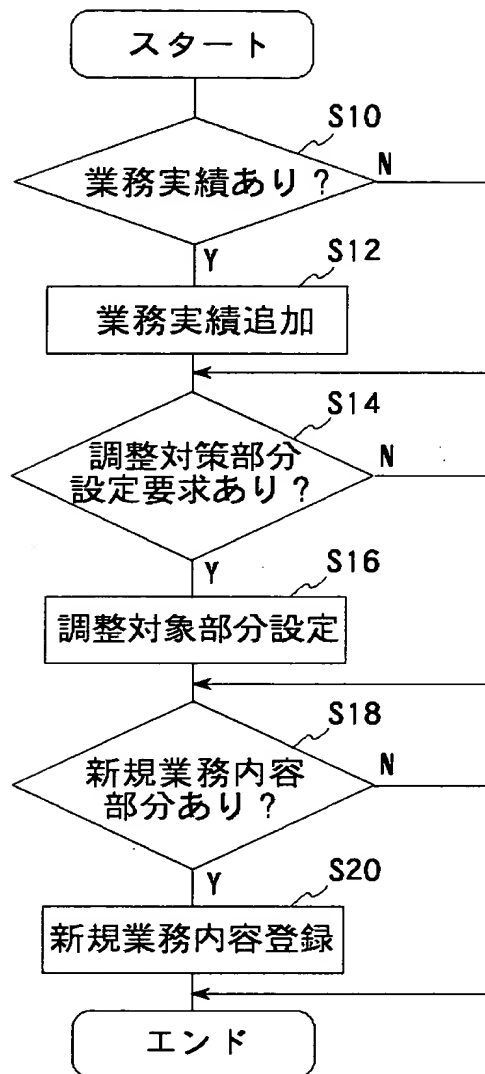 スタート
S10
業務実績あり?
N
Y
S12
業務実績追加
S14
調整対策部分
設定要求あり?
N
Y
S16
調整対象部分設定
S18
新規業務内容
部分あり?
N
Y
S20
新規業務内容登録
エンド